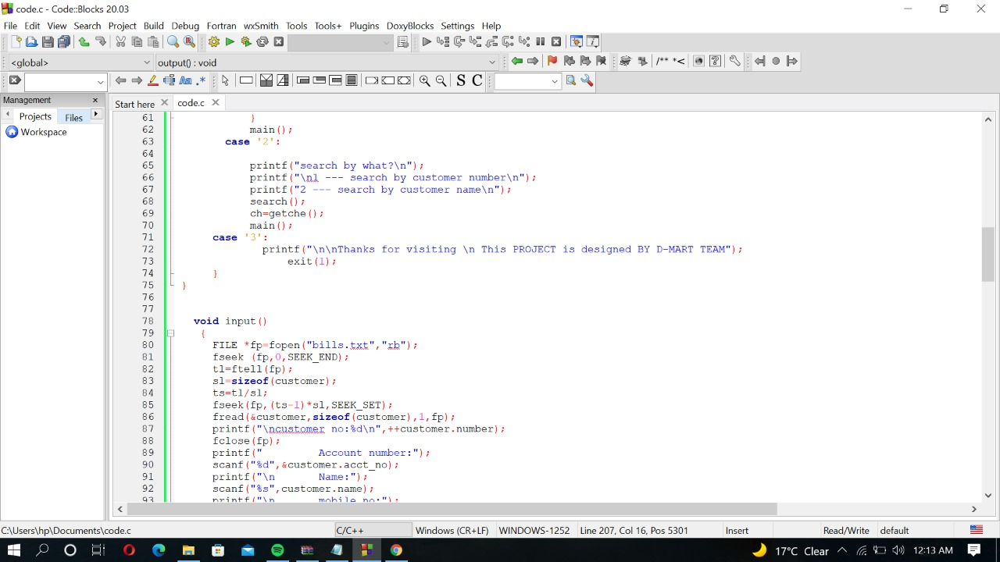 code.c - Code::Blocks 20.03
File Edit View Search Project Build Debug Fortran wxSmith Tools Tools+ Plugins DoxyBlocks Settings Help
<global> output() : void /** *<
Aa .* S C
Management
Projects Files
Workspace
Start here code.c
61 }
62 main();
63 case '2':
64
65 printf("search by what?\n");
66 printf("\n1 --- search by customer number\n");
67 printf("2 --- search by customer name\n");
68 search();
69 ch=getche();
70 main();
71 case '3':
72 printf("\n\nThanks for visiting \n This PROJECT is designed BY D-MART TEAM");
73 exit(1);
74 }
75 }
76
77
78 void input()
79 {
80 FILE *fp=fopen("bills.txt","rb");
81 fseek (fp,0,SEEK_END);
82 tl=ftell(fp);
83 sl=sizeof(customer);
84 ts=tl/sl;
85 fseek(fp,(ts-1)*sl,SEEK_SET);
86 fread(&customer,sizeof(customer),1,fp);
87 printf("\ncustomer no:%d\n",++customer.number);
88 fclose(fp);
89 printf("         Account number:");
90 scanf("%d",&customer.acct_no);
91 printf("\n       Name:");
92 scanf("%s",customer.name);
93 printf("\n       mobile no:");
C:\Users\hp\Documents\code.c C/C++ Windows (CR+LF) WINDOWS-1252 Line 207, Col 16, Pos 5301 Insert Read/Write default
17°C Clear 12:13 AM